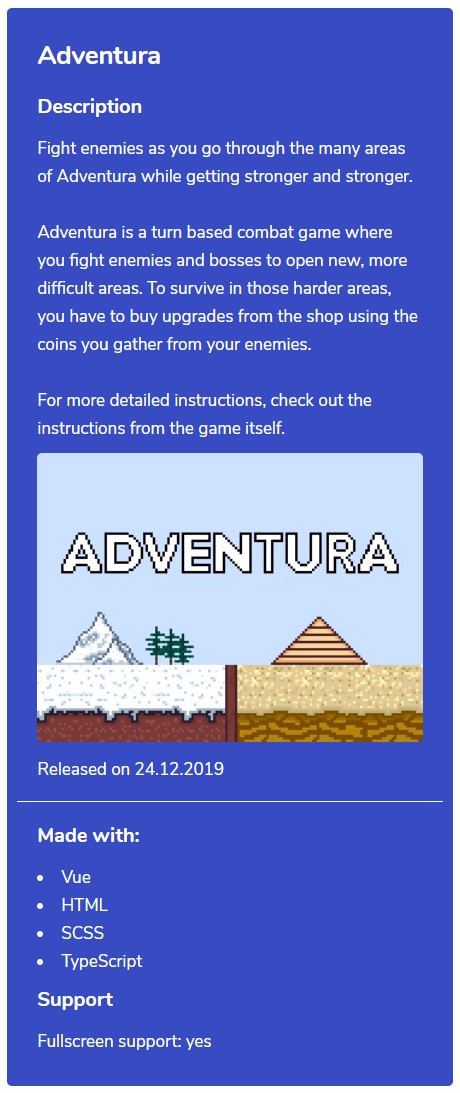 Adventura
Description
Fight enemies as you go through the many areas
of Adventura while getting stronger and stronger.
Adventura is a turn based combat game where
you fight enemies and bosses to open new, more
difficult areas. To survive in those harder areas,
you have to buy upgrades from the shop using the
coins you gather from your enemies.
For more detailed instructions, check out the
instructions from the game itself.
ADVENTURA
Released on 24.12.2019
Made with:
• Vue
• HTML
• SCSS
• TypeScript
Support
Fullscreen support: yes